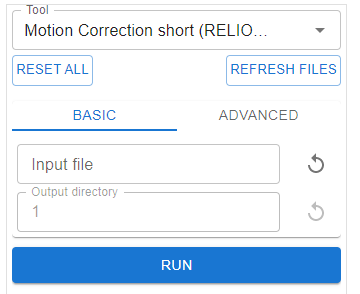 Tool
Motion Correction short (RELIO...
RESET ALL
REFRESH FILES
BASIC
ADVANCED
Input file
Output directory
1
RUN